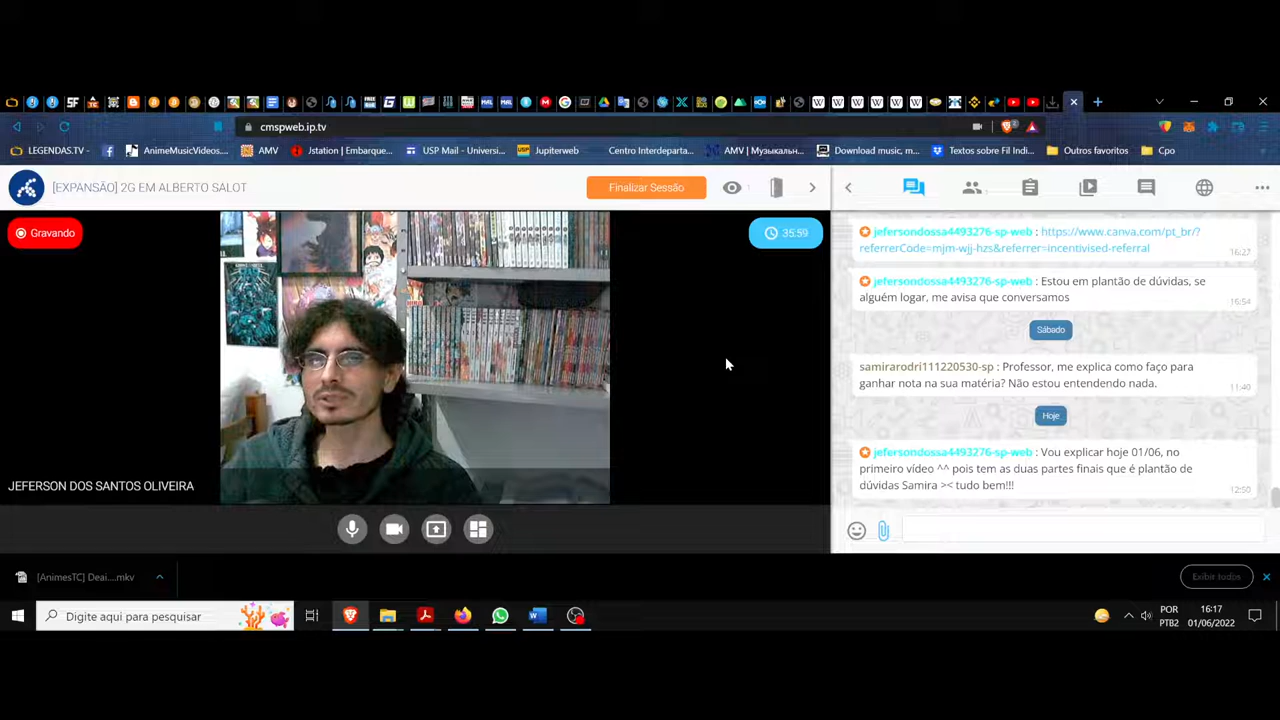 cmspweb.ip.tv
LEGENDAS.TV - AnimeMusicVideos... AMV Jstation | Embarque... USP Mail - Universi... Jupiterweb Centro Interdeparta... AMV | Музыкальн... Download music, m... Textos sobre Fil Indi... Outros favoritos Cpo
[EXPANSÃO] 2G EM ALBERTO SALOT
Finalizar Sessão
Gravando
35:59
JEFERSON DOS SANTOS OLIVEIRA
jefersondossa4493276-sp-web : https://www.canva.com/pt_br/?
referrerCode=mjm-wjj-hzs&referrer=incentivised-referral
16:27
jefersondossa4493276-sp-web : Estou em plantão de dúvidas, se
alguém logar, me avisa que conversamos
16:54
Sábado
samirarodri111220530-sp : Professor, me explica como faço para
ganhar nota na sua matéria? Não estou entendendo nada.
11:40
Hoje
jefersondossa4493276-sp-web : Vou explicar hoje 01/06, no
primeiro vídeo ^^ pois tem as duas partes finais que é plantão de
dúvidas Samira >< tudo bem!!!
12:50
[AnimesTC] Deai....mkv
Exibir todos
Digite aqui para pesquisar
POR
PTB2
16:17
01/06/2022